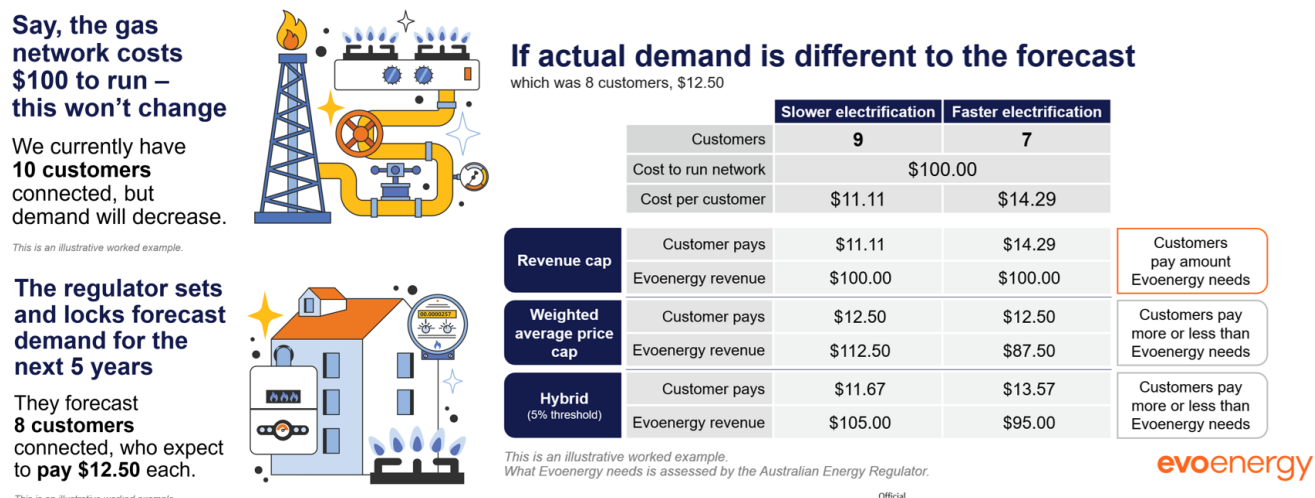 Say, the gas
network costs
$100 to run –
this won’t change
We currently have
10 customers
connected, but
demand will decrease.
This is an illustrative worked example.
The regulator sets
and locks forecast
demand for the
next 5 years
They forecast
8 customers
connected, who expect
to pay $12.50 each.
This is an illustrative worked example.
00.0000257
If actual demand is different to the forecast
which was 8 customers, $12.50
Slower electrification Faster electrification
Customers 9 7
Cost to run network $100.00
Cost per customer $11.11 $14.29
Revenue cap
Customer pays $11.11 $14.29
Evoenergy revenue $100.00 $100.00
Customers
pay amount
Evoenergy needs
Weighted
average price
cap
Customer pays $12.50 $12.50
Evoenergy revenue $112.50 $87.50
Customers pay
more or less than
Evoenergy needs
Hybrid
(5% threshold)
Customer pays $11.67 $13.57
Evoenergy revenue $105.00 $95.00
Customers pay
more or less than
Evoenergy needs
This is an illustrative worked example.
What Evoenergy needs is assessed by the Australian Energy Regulator.
evoenergy
Official